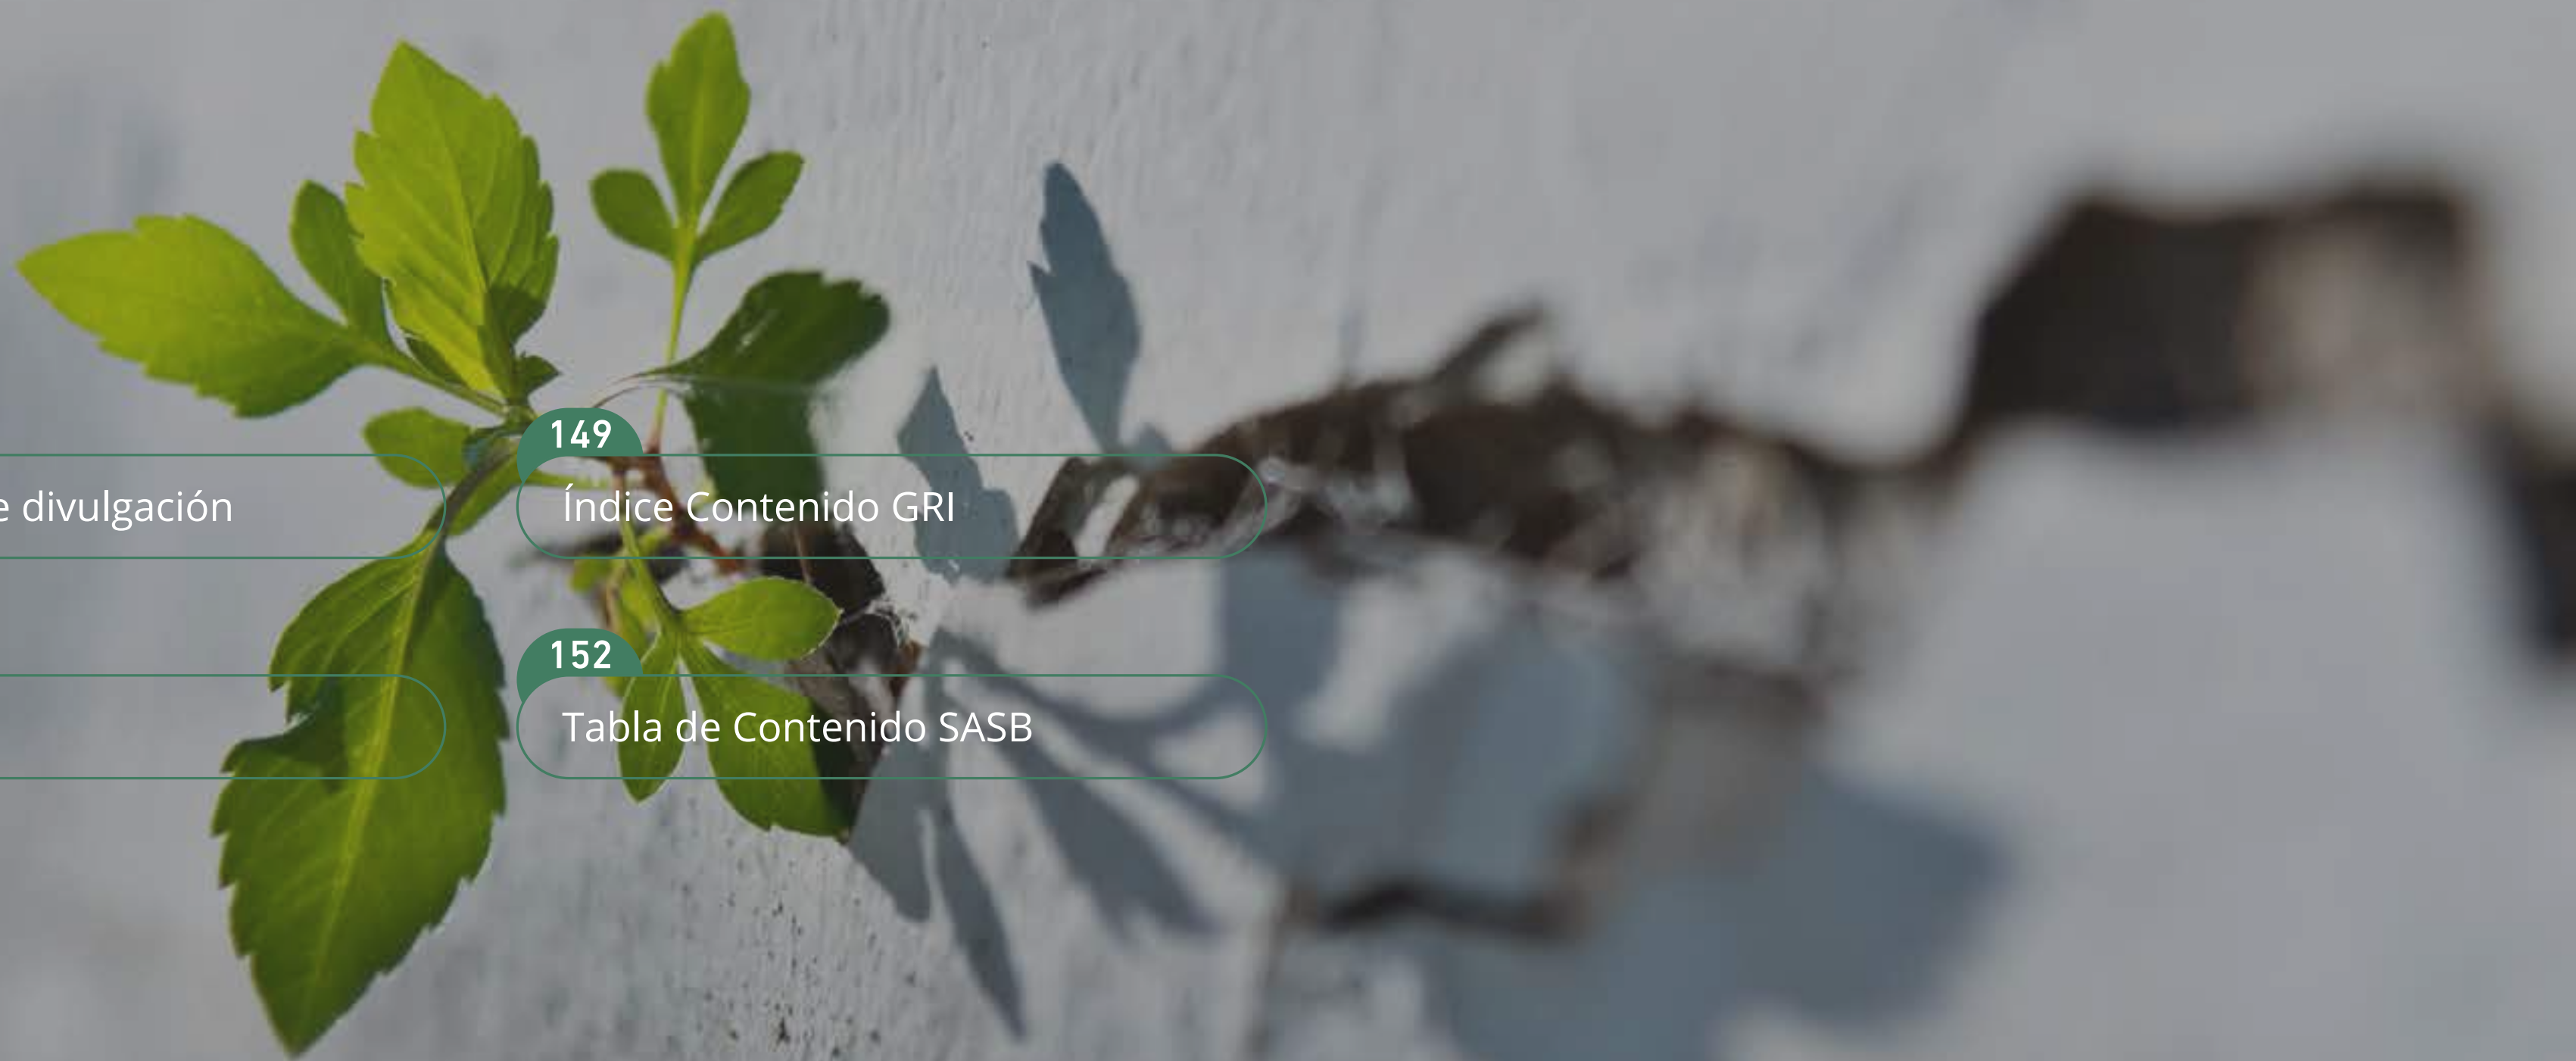 e divulgación
149
Índice Contenido GRI
152
Tabla de Contenido SASB